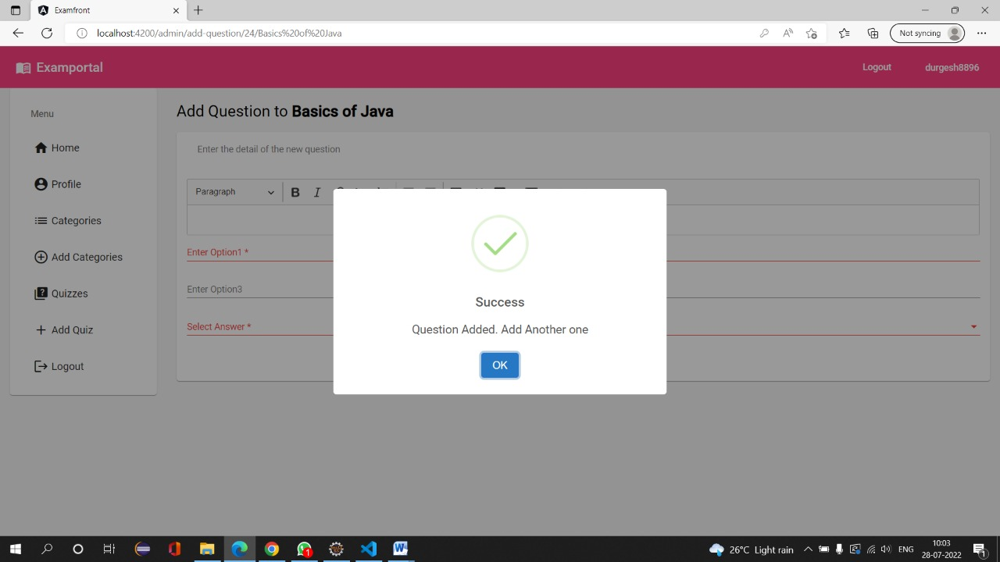 Examfront
localhost:4200/admin/add-question/24/Basics%20of%20Java
Not syncing
Examportal
Logout
durgesh8896
Menu
Home
Profile
Categories
Add Categories
Quizzes
Add Quiz
Logout
Add Question to Basics of Java
Enter the detail of the new question
Paragraph
B I
Enter Option1 *
Enter Option3
Select Answer *
Success
Question Added. Add Another one
OK
26°C Light rain
ENG
10:03
28-07-2022
1
1